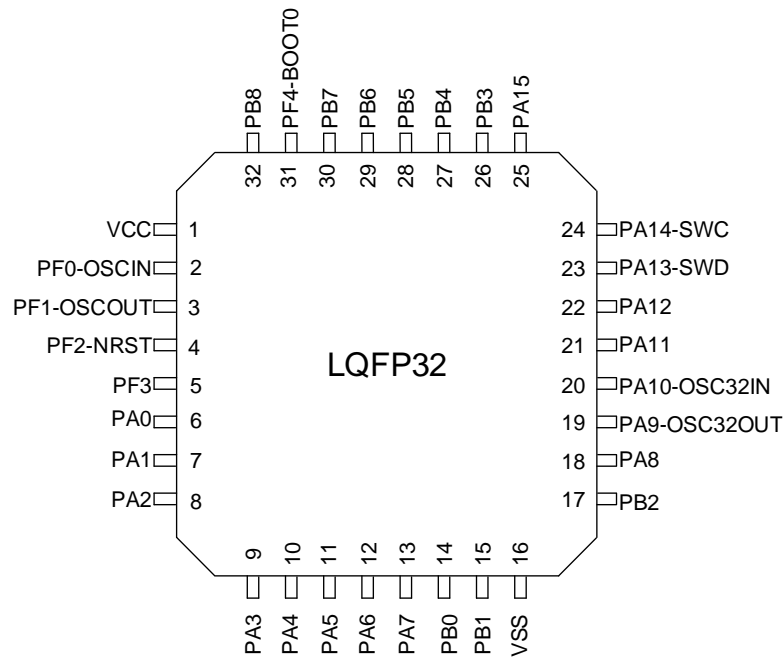 PB8
PF4-BOOT0
PB7
PB6
PB5
PB4
PB3
PA15
32
31
30
29
28
27
26
25
VCC 1
24 PA14-SWC
PF0-OSCIN 2
23 PA13-SWD
PF1-OSCOUT 3
22 PA12
PF2-NRST 4
21 PA11
LQFP32
PF3 5
20 PA10-OSC32IN
PA0 6
19 PA9-OSC32OUT
PA1 7
18 PA8
PA2 8
17 PB2
9
10
11
12
13
14
15
16
PA3
PA4
PA5
PA6
PA7
PB0
PB1
VSS